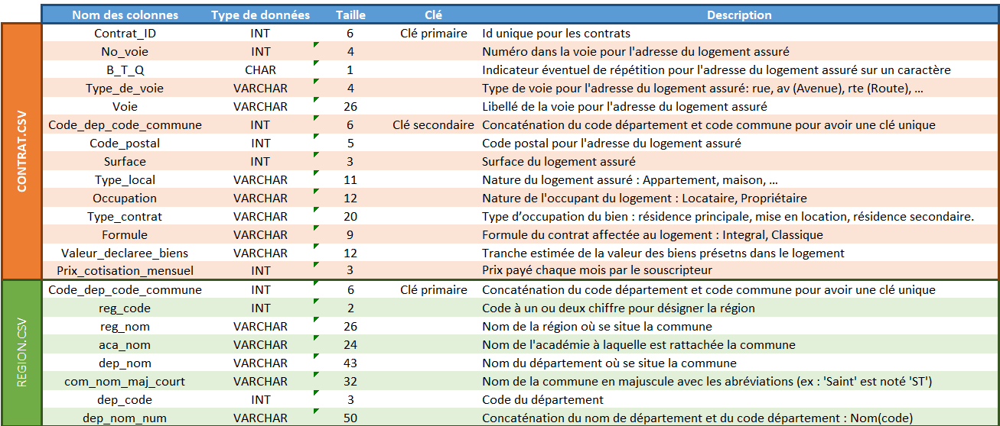 Nom des colonnes Type de données Taille Clé Description
CONTRAT.CSV
Contrat_ID INT 6 Clé primaire Id unique pour les contrats
No_voie INT 4 Numéro dans la voie pour l'adresse du logement assuré
B_T_Q CHAR 1 Indicateur éventuel de répétition pour l'adresse du logement assuré sur un caractère
Type_de_voie VARCHAR 4 Type de voie pour l'adresse du logement assuré: rue, av (Avenue), rte (Route), ...
Voie VARCHAR 26 Libellé de la voie pour l'adresse du logement assuré
Code_dep_code_commune INT 6 Clé secondaire Concaténation du code département et code commune pour avoir une clé unique
Code_postal INT 5 Code postal pour l'adresse du logement assuré
Surface INT 3 Surface du logement assuré
Type_local VARCHAR 11 Nature du logement assuré : Appartement, maison, ...
Occupation VARCHAR 12 Nature de l'occupant du logement : Locataire, Propriétaire
Type_contrat VARCHAR 20 Type d’occupation du bien : résidence principale, mise en location, résidence secondaire.
Formule VARCHAR 9 Formule du contrat affectée au logement : Integral, Classique
Valeur_declaree_biens VARCHAR 12 Tranche estimée de la valeur des biens présetns dans le logement
Prix_cotisation_mensuel INT 3 Prix payé chaque mois par le souscripteur
REGION.CSV
Code_dep_code_commune INT 6 Clé primaire Concaténation du code département et code commune pour avoir une clé unique
reg_code INT 2 Code à un ou deux chiffre pour désigner la région
reg_nom VARCHAR 26 Nom de la région où se situe la commune
aca_nom VARCHAR 24 Nom de l'académie à laquelle est rattachée la commune
dep_nom VARCHAR 43 Nom du département où se situe la commune
com_nom_maj_court VARCHAR 32 Nom de la commune en majuscule avec les abréviations (ex : 'Saint' est noté 'ST')
dep_code INT 3 Code du département
dep_nom_num VARCHAR 50 Concaténation du nom de département et du code département : Nom(code)